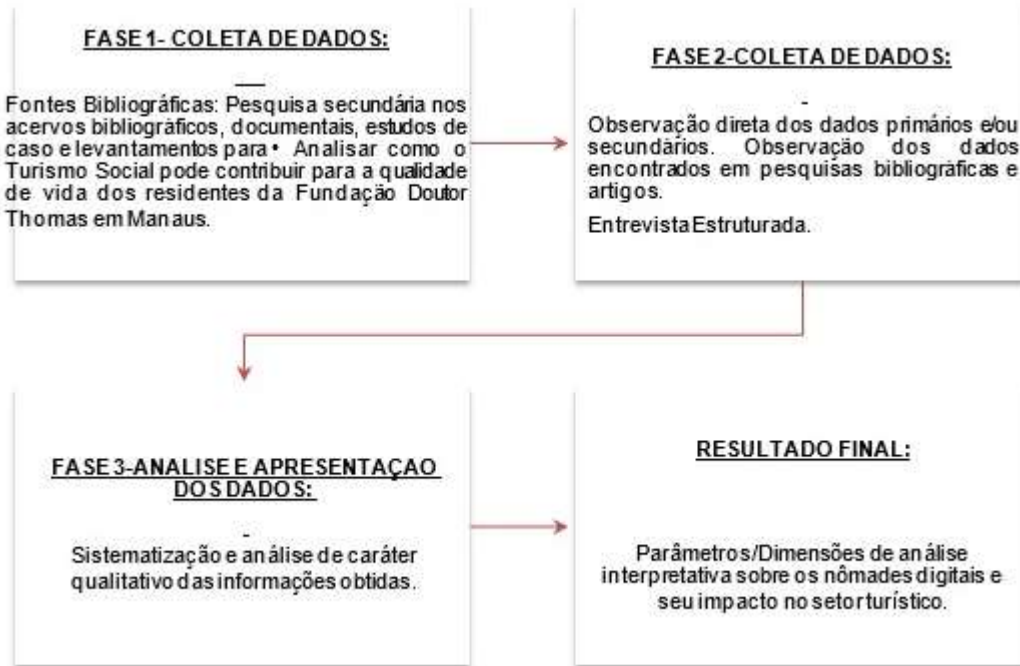 FASE 1- COLETA DE DADOS:
Fontes Bibliográficas: Pesquisa secundária nos
acervos bibliográficos, documentais, estudos de
caso e levantamentos para • Analisar como o
Turismo Social pode contribuir para a qualidade
de vida dos residentes da Fundação Doutor
Thomas em Manaus.
FASE 2-COLETA DE DADOS:
-
Observação direta dos dados primários e/ou
secundários. Observação dos dados
encontrados em pesquisas bibliográficas e
artigos.
Entrevista Estruturada.
FASE 3-ANALISE E APRESENTAÇAO
DOS DADOS:
-
Sistematização e análise de caráter
qualitativo das informações obtidas.
RESULTADO FINAL:
Parâmetros/Dimensões de análise
interpretativa sobre os nômades digitais e
seu impacto no setor turístico.